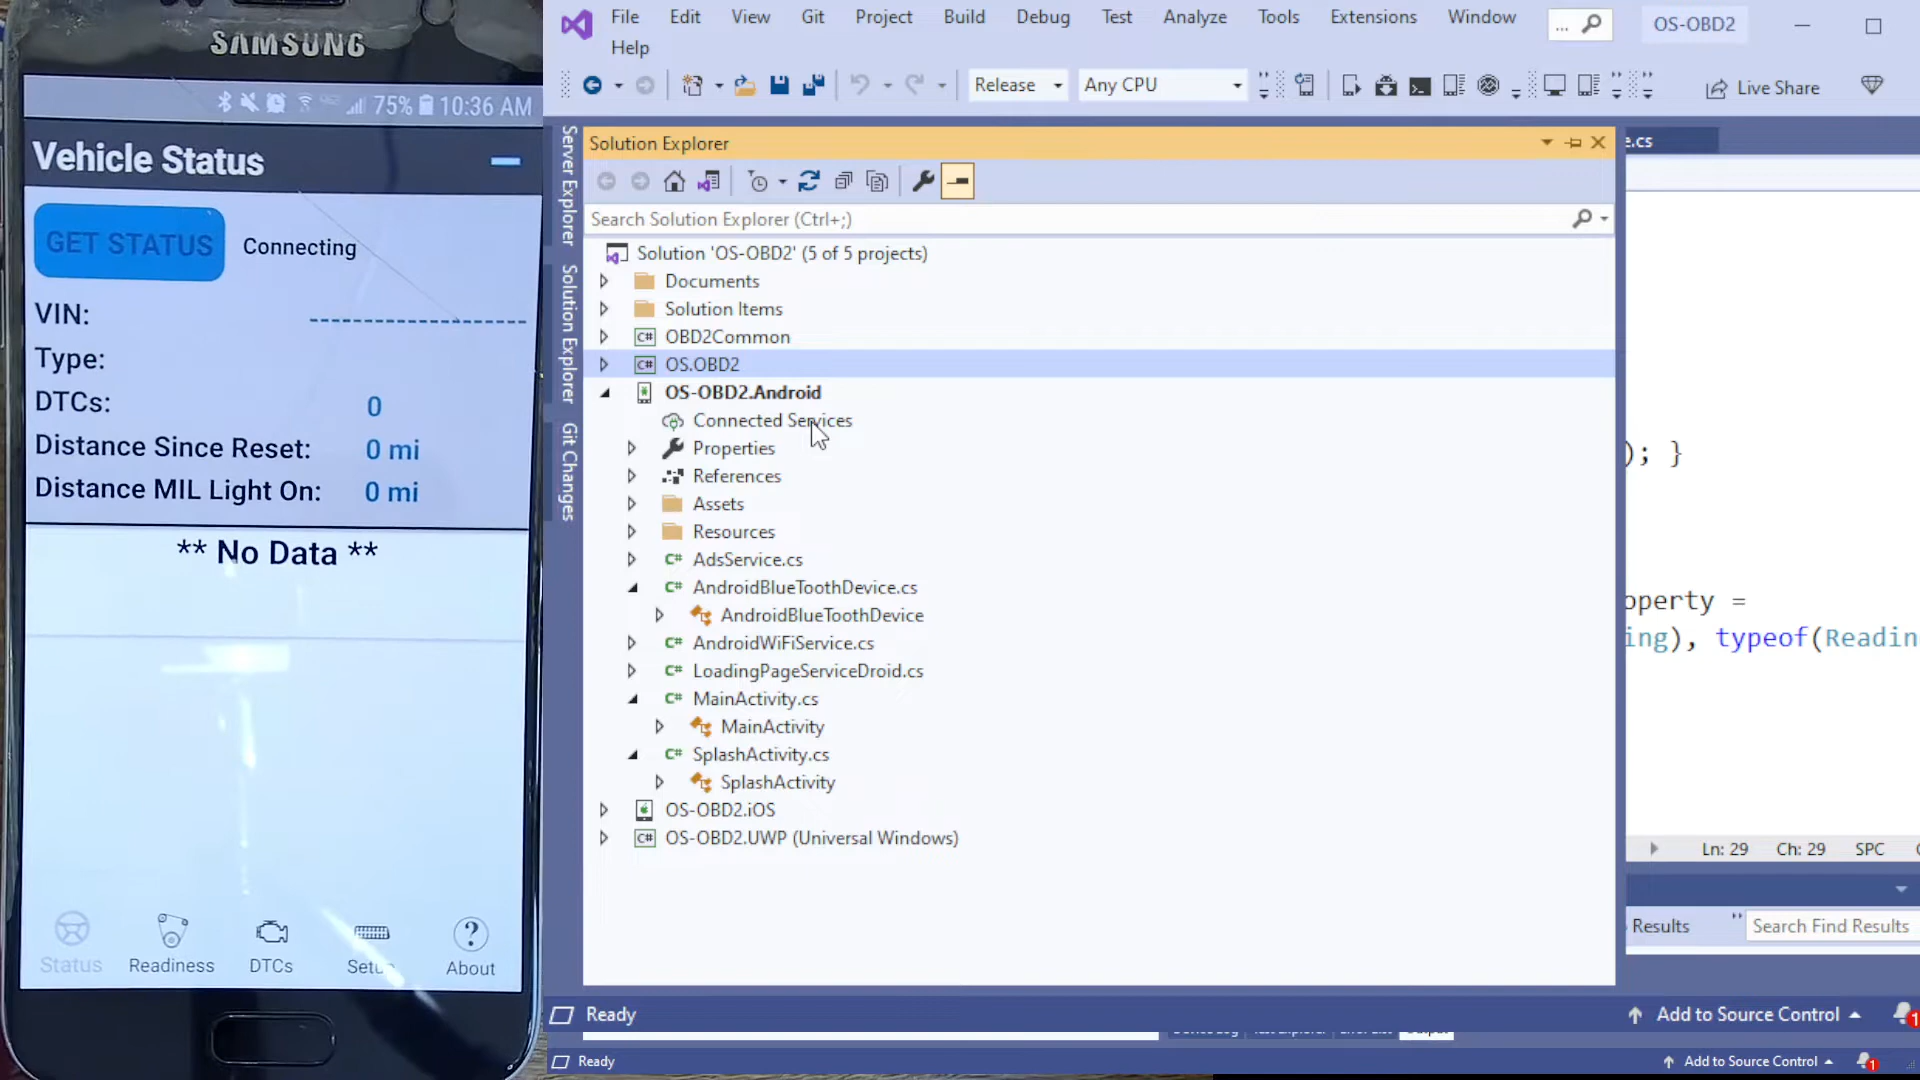 SAMSUNG
75% 10:36 AM
Vehicle Status
GET STATUS Connecting
VIN: -----------------
Type:
DTCs: 0
Distance Since Reset: 0 mi
Distance MIL Light On: 0 mi
** No Data **
Status Readiness DTCs About
File Edit View Git Project Build Debug Test Analyze Tools Extensions Window ... OS-OBD2
Help
Release Any CPU Live Share
Server Explorer
Solution Explorer
Git Changes
Solution Explorer
Search Solution Explorer (Ctrl+;)
Solution 'OS-OBD2' (5 of 5 projects)
Documents
Solution Items
C# OBD2Common
C# OS.OBD2
OS-OBD2.Android
Connected Services
Properties
References
Assets
Resources
C# AdsService.cs
C# AndroidBlueToothDevice.cs
AndroidBlueToothDevice
C# AndroidWiFiService.cs
C# LoadingPageServiceDroid.cs
C# MainActivity.cs
MainActivity
C# SplashActivity.cs
SplashActivity
OS-OBD2.iOS
C# OS-OBD2.UWP (Universal Windows)
e.cs
); }
operty =
ing), typeof(Readin
Ln: 29 Ch: 29 SPC
Results Search Find Results
Ready Add to Source Control 1
Ready Add to Source Control 1